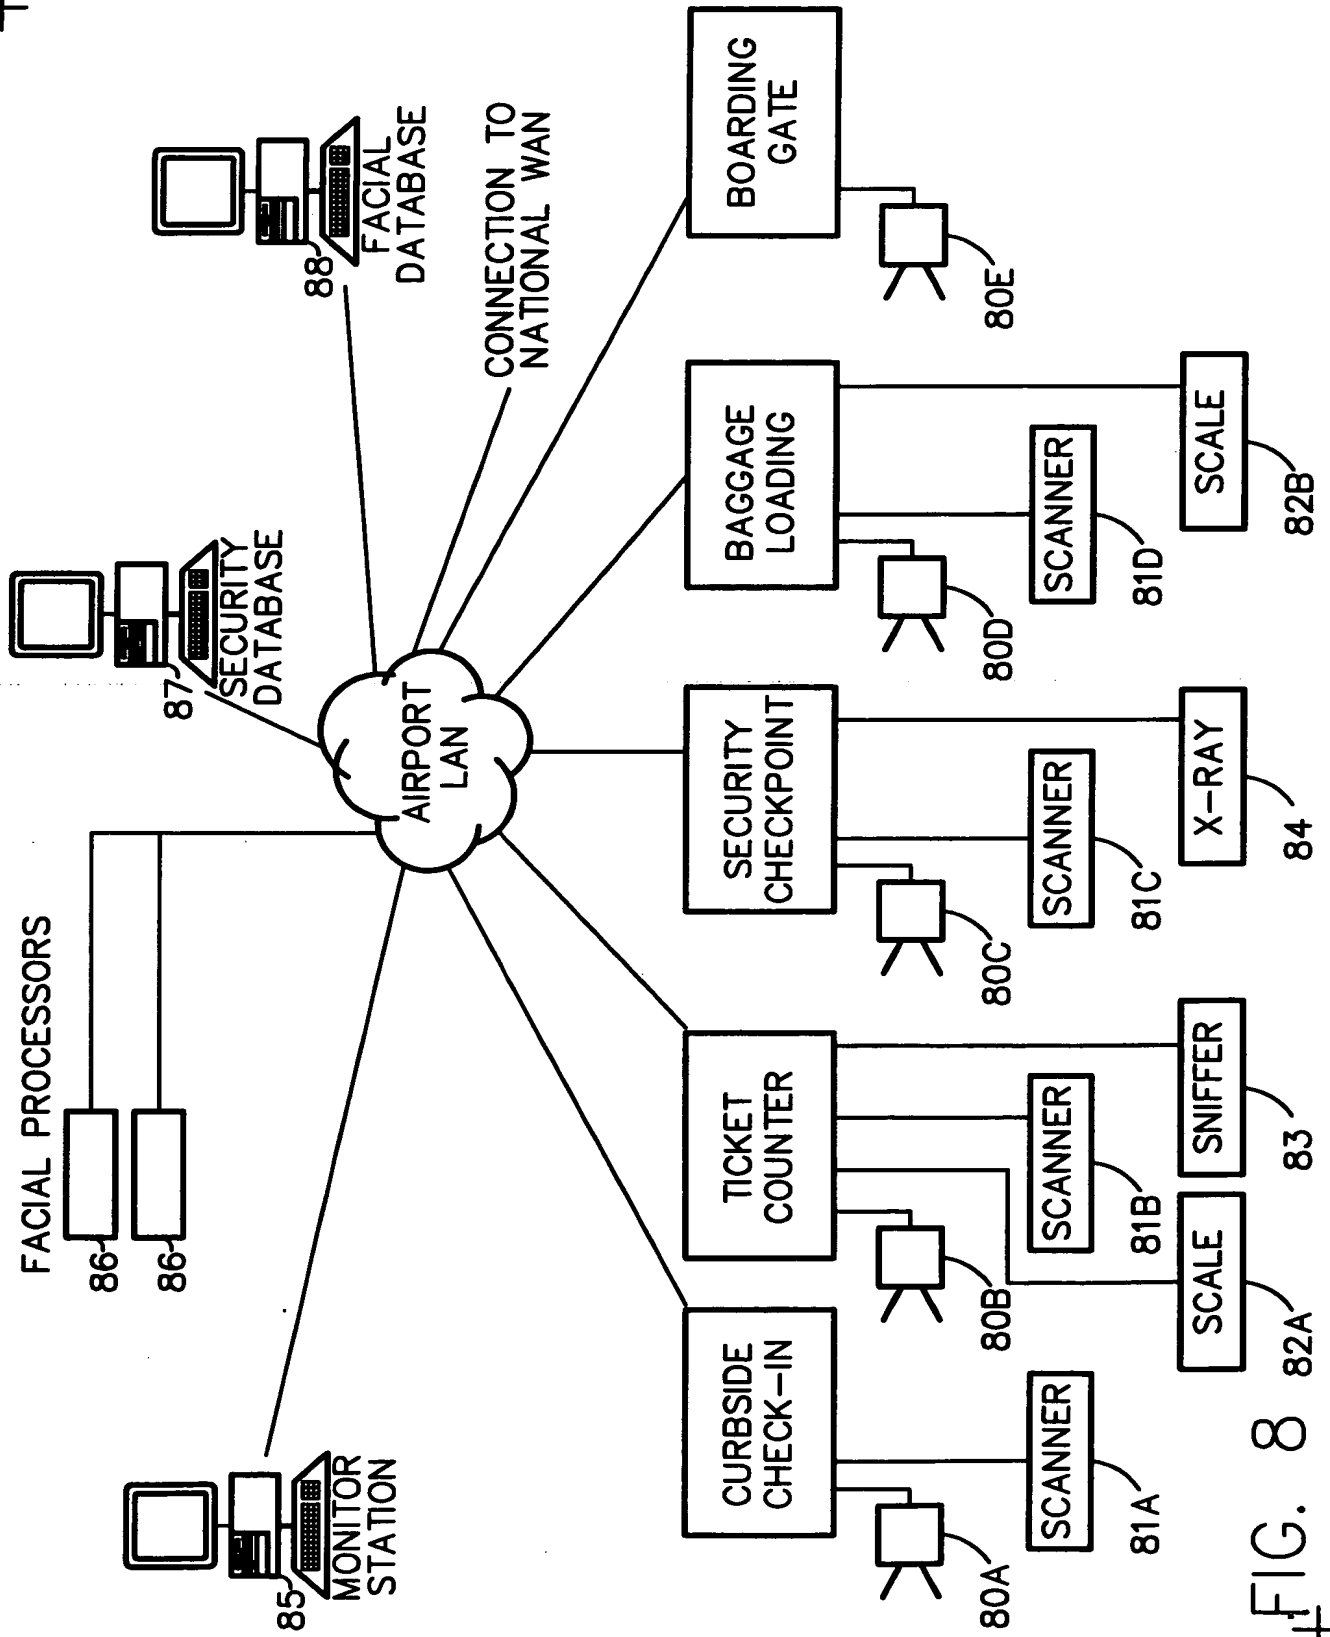 FACIAL PROCESSORS
86
86
85
MONITOR
STATION
87
SECURITY
DATABASE
88
FACIAL
DATABASE
AIRPORT
LAN
CONNECTION TO
NATIONAL WAN
CURBSIDE
CHECK-IN
TICKET
COUNTER
SECURITY
CHECKPOINT
BAGGAGE
LOADING
BOARDING
GATE
80A
80B
80C
80D
80E
SCANNER
81A
SCANNER
81B
SCANNER
81C
SCANNER
81D
SCALE
82A
SNIFFER
83
X-RAY
84
SCALE
82B
FIG. 8